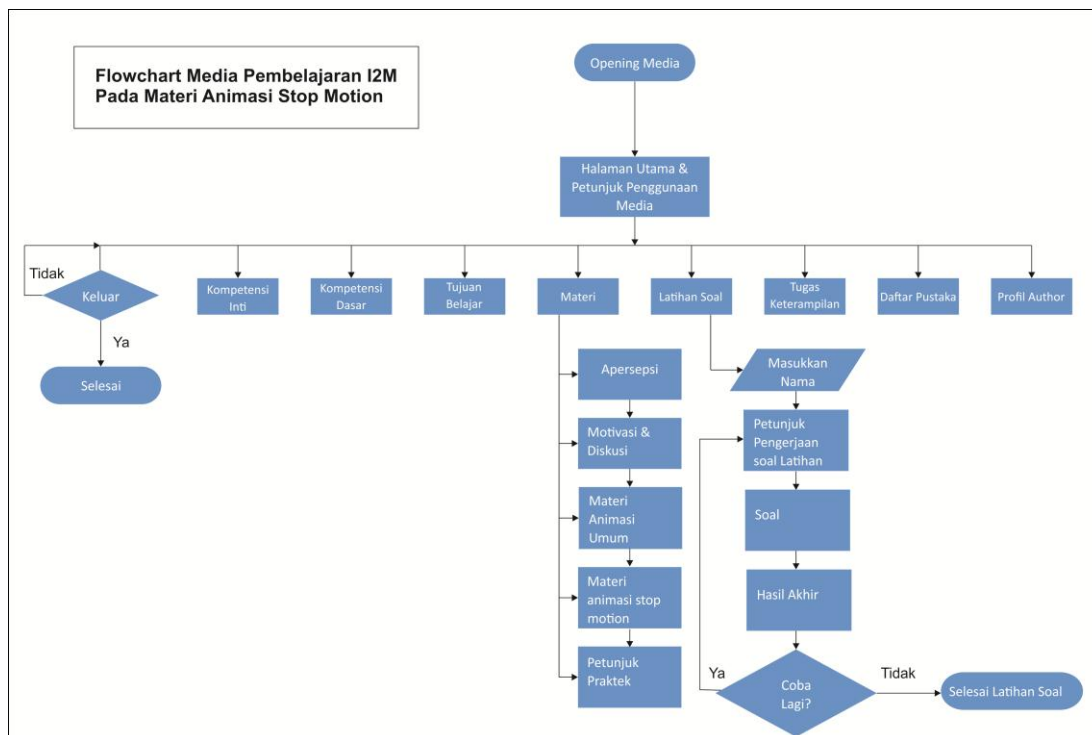 Flowchart Media Pembelajaran I2M
Pada Materi Animasi Stop Motion
Opening Media
Halaman Utama &
Petunjuk Penggunaan
Media
Tidak
Keluar
Ya
Selesai
Kompetensi
Inti
Kompetensi
Dasar
Tujuan
Belajar
Materi
Latihan Soal
Tugas
Keterampilan
Daftar Pustaka
Profil Author
Apersepsi
Motivasi &
Diskusi
Materi
Animasi
Umum
Materi
animasi stop
motion
Petunjuk
Praktek
Masukkan
Nama
Petunjuk
Pengerjaan
soal Latihan
Soal
Hasil Akhir
Ya
Coba
Lagi?
Tidak
Selesai Latihan Soal